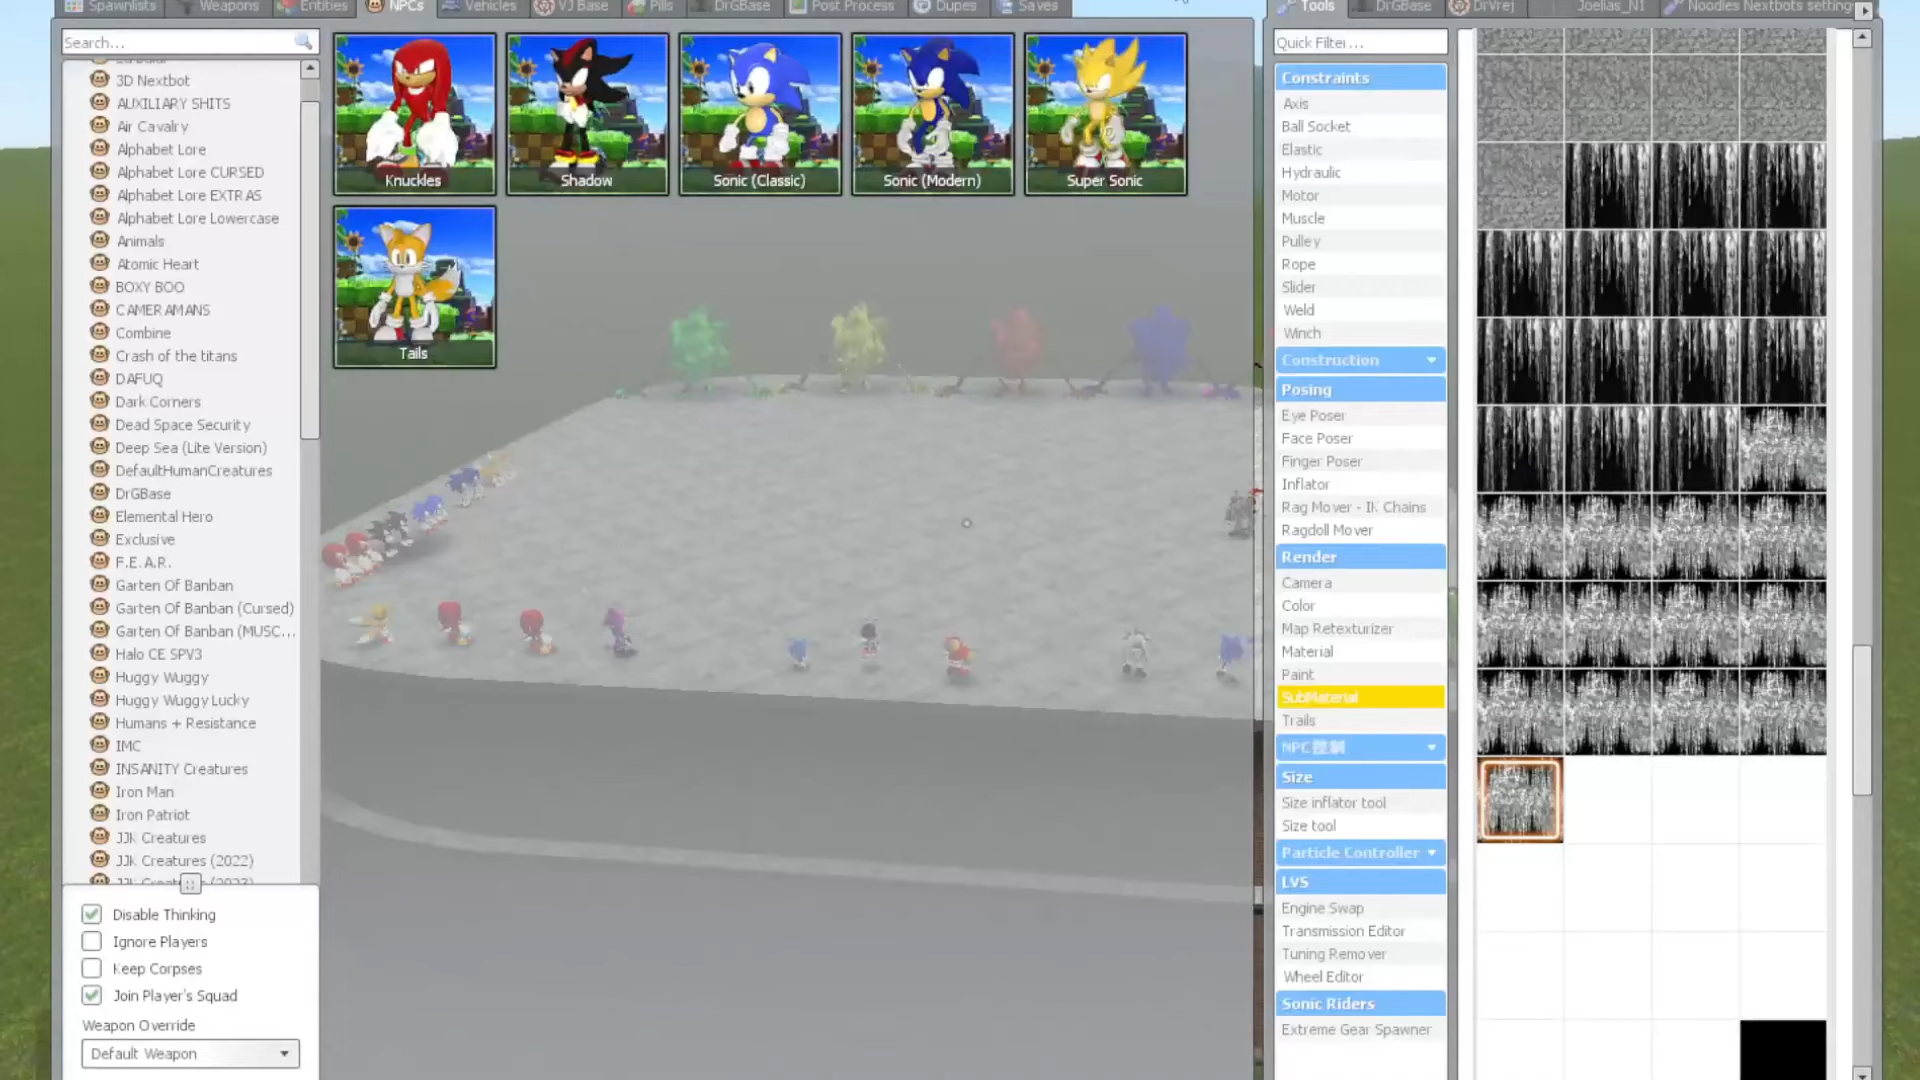 Spawnlists
Weapons
Entities
NPCs
Vehicles
VJ Base
Pills
DrGBase
Post Process
Dupes
Saves
Tools
DrGBase
DrVrej
Joelias_N1
Noodles Nextbots setting
Search...
3D Nextbot
AUXILIARY SHITS
Air Cavalry
Alphabet Lore
Alphabet Lore CURSED
Alphabet Lore EXTRAS
Alphabet Lore Lowercase
Animals
Atomic Heart
BOXY BOO
CAMERAMANS
Combine
Crash of the titans
DAFUQ
Dark Corners
Dead Space Security
Deep Sea (Lite Version)
DefaultHumanCreatures
DrGBase
Elemental Hero
Exclusive
F.E.A.R.
Garten Of Banban
Garten Of Banban (Cursed)
Garten Of Banban (MUSC...
Halo CE SPV3
Huggy Wuggy
Huggy Wuggy Lucky
Humans + Resistance
IMC
INSANITY Creatures
Iron Man
Iron Patriot
JJK Creatures
JJK Creatures (2022)
Disable Thinking
Ignore Players
Keep Corpses
Join Player's Squad
Weapon Override
Default Weapon
Knuckles
Shadow
Sonic (Classic)
Sonic (Modern)
Super Sonic
Tails
Quick Filter...
Constraints
Axis
Ball Socket
Elastic
Hydraulic
Motor
Muscle
Pulley
Rope
Slider
Weld
Winch
Construction
Posing
Eye Poser
Face Poser
Finger Poser
Inflator
Rag Mover - IK Chains
Ragdoll Mover
Render
Camera
Color
Map Retexturizer
Material
Paint
SubMaterial
Trails
Size
Size inflator tool
Size tool
Particle Controller
LVS
Engine Swap
Transmission Editor
Tuning Remover
Wheel Editor
Sonic Riders
Extreme Gear Spawner